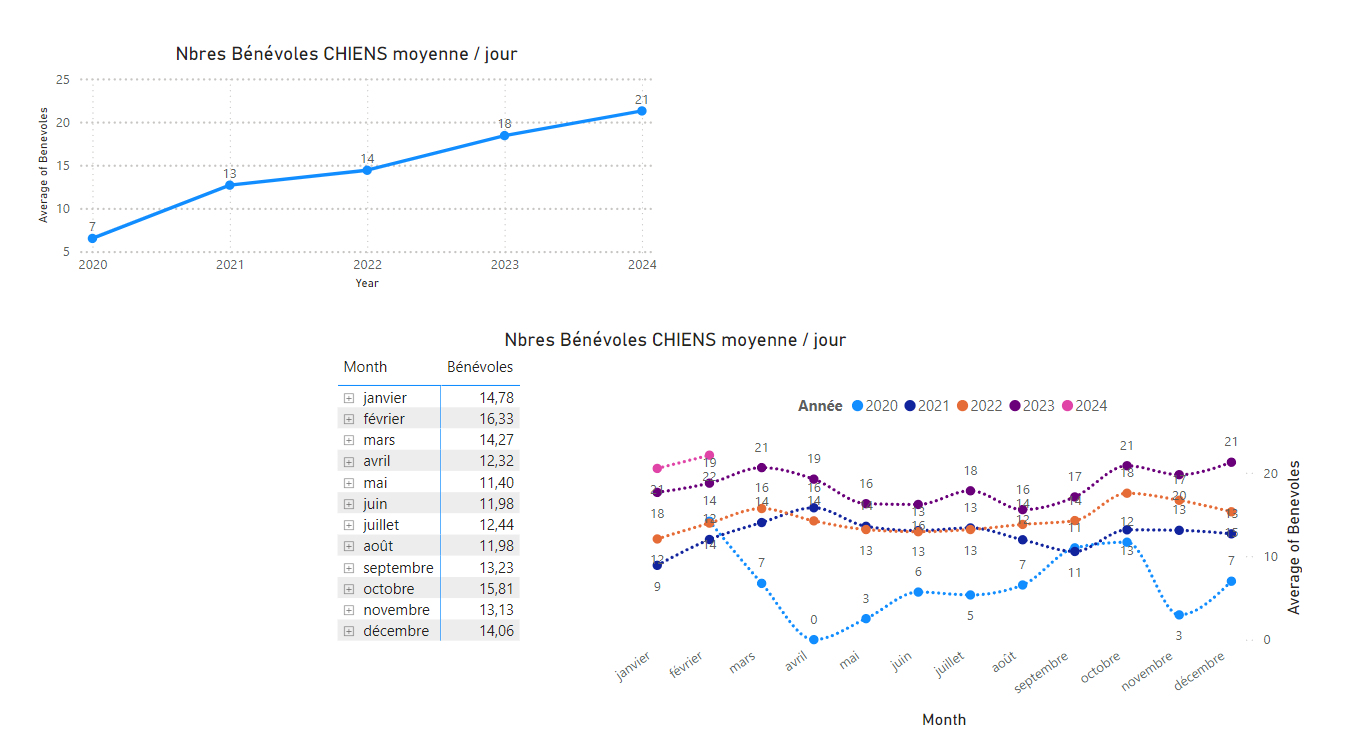 Nbres Bénévoles CHIENS moyenne / jour
25
20
15
10
5
Average of Benevoles
7
13
14
18
21
2020 2021 2022 2023 2024
Year
Nbres Bénévoles CHIENS moyenne / jour
Month Bénévoles
janvier 14,78
février 16,33
mars 14,27
avril 12,32
mai 11,40
juin 11,98
juillet 12,44
août 11,98
septembre 13,23
octobre 15,81
novembre 13,13
décembre 14,06
Année 2020 2021 2022 2023 2024
21 18 12 9
19 22 14 12 14
21 16 14 7
19 16 14 0
16 14 13 3
13 16 13 6
18 13 13 5
16 14 12 7
17 14 11 11
21 18 12 13
17 20 13 3
21 13 15 7
20
10
0
Average of Benevoles
janvier février mars avril mai juin juillet août septembre octobre novembre décembre
Month